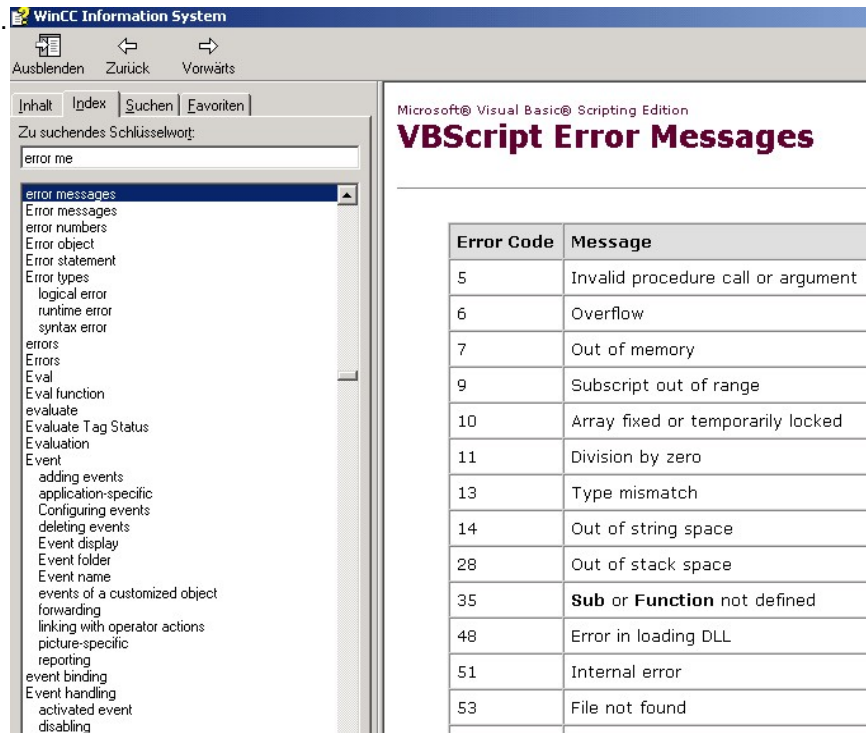 .
WinCC Information System
Ausblenden Zurück Vorwärts
Inhalt Index Suchen Favoriten
Zu suchendes Schlüsselwort:
error me
error messages
Error messages
error numbers
Error object
Error statement
Error types
logical error
runtime error
syntax error
errors
Errors
Eval
Eval function
evaluate
Evaluate Tag Status
Evaluation
Event
adding events
application-specific
Configuring events
deleting events
Event display
Event folder
Event name
events of a customized object
forwarding
linking with operator actions
picture-specific
reporting
event binding
Event handling
activated event
disabling
Microsoft® Visual Basic® Scripting Edition
VBScript Error Messages
Error Code Message
5 Invalid procedure call or argument
6 Overflow
7 Out of memory
9 Subscript out of range
10 Array fixed or temporarily locked
11 Division by zero
13 Type mismatch
14 Out of string space
28 Out of stack space
35 Sub or Function not defined
48 Error in loading DLL
51 Internal error
53 File not found